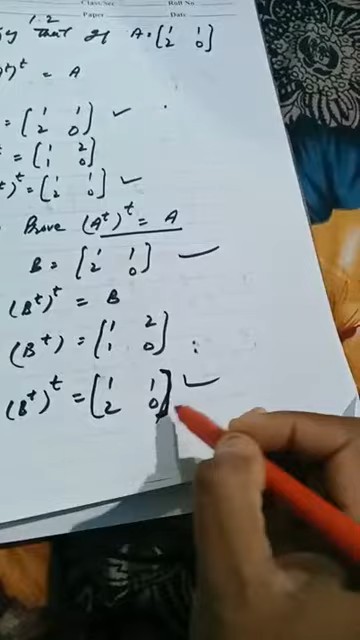 Class/Sec Roll No
Paper Date
1.2
that if A = [1 1
2 0]
)ᵗ = A
= [1 1
2 0] ✓
= [1 2
1 0]
)ᵗ = [1 1
2 0] ✓
Prove (Aᵗ)ᵗ = A
B = [1 1
2 0]
(Bᵗ)ᵗ = B
(Bᵗ) = [1 2
1 0]
(Bᵗ)ᵗ = [1 1
2 0]